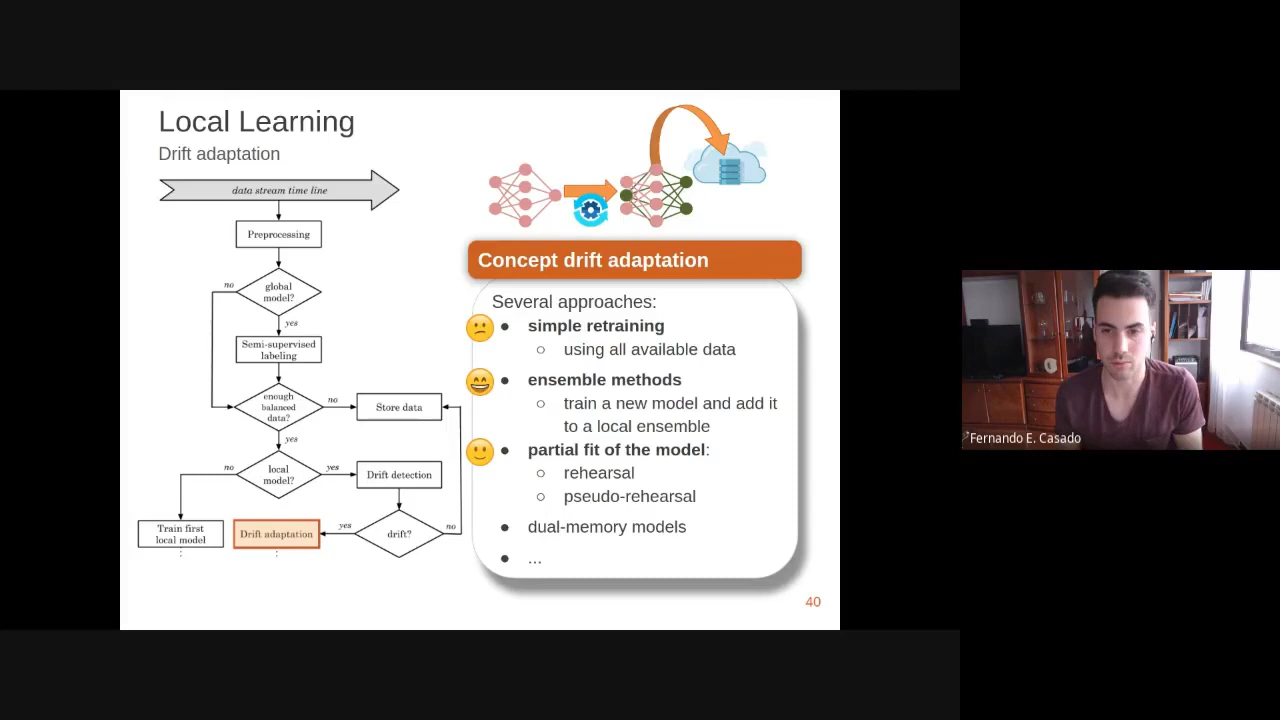 Local Learning
Drift adaptation
data stream time line
Preprocessing
no
global
model?
yes
Semi-supervised
labeling
enough
balanced
data?
no
Store data
yes
no
local
model?
yes
Drift detection
Train first
local model
Drift adaptation
yes
drift?
no
⋮
⋮
Concept drift adaptation
Several approaches:
● simple retraining
○ using all available data
● ensemble methods
○ train a new model and add it
to a local ensemble
● partial fit of the model:
○ rehearsal
○ pseudo-rehearsal
● dual-memory models
● ...
40
Fernando E. Casado